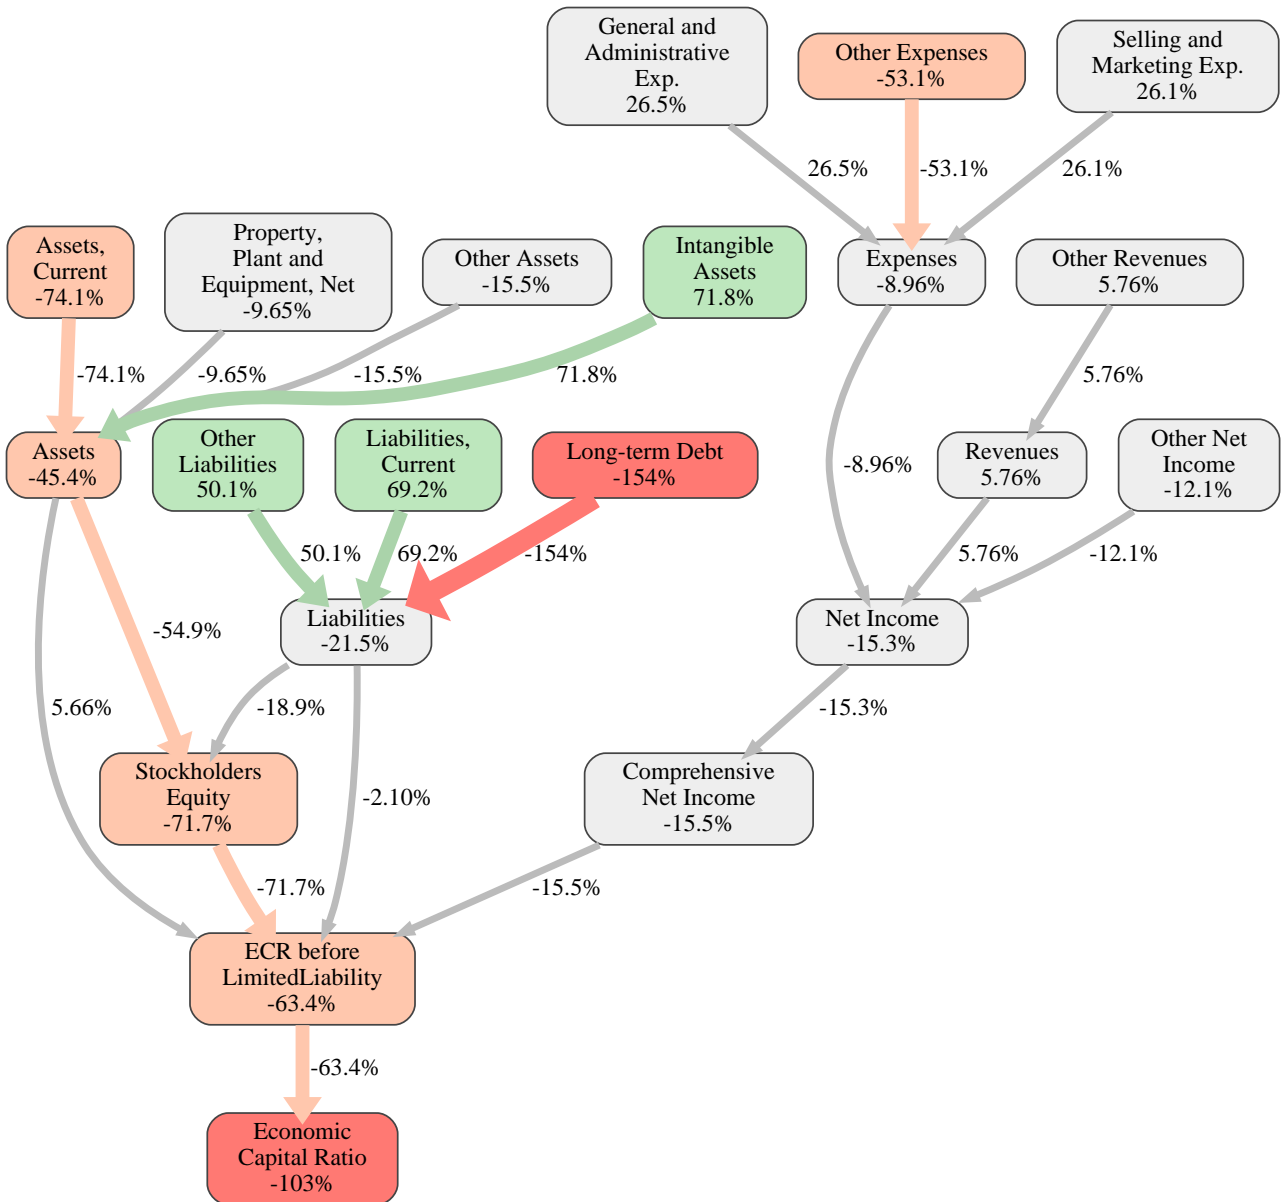 General and
Administrative
Exp.
26.5%
Other Expenses
-53.1%
Selling and
Marketing Exp.
26.1%
26.5%
-53.1%
26.1%
Assets,
Current
-74.1%
Property,
Plant and
Equipment, Net
-9.65%
Other Assets
-15.5%
Intangible
Assets
71.8%
Expenses
-8.96%
Other Revenues
5.76%
-74.1%
-9.65%
-15.5%
71.8%
5.76%
Assets
-45.4%
Other
Liabilities
50.1%
Liabilities,
Current
69.2%
Long-term Debt
-154%
-8.96%
Revenues
5.76%
Other Net
Income
-12.1%
50.1%
69.2%
-154%
5.76%
-12.1%
-54.9%
Liabilities
-21.5%
Net Income
-15.3%
5.66%
-18.9%
-15.3%
Stockholders
Equity
-71.7%
-2.10%
Comprehensive
Net Income
-15.5%
-71.7%
-15.5%
ECR before
LimitedLiability
-63.4%
-63.4%
Economic
Capital Ratio
-103%